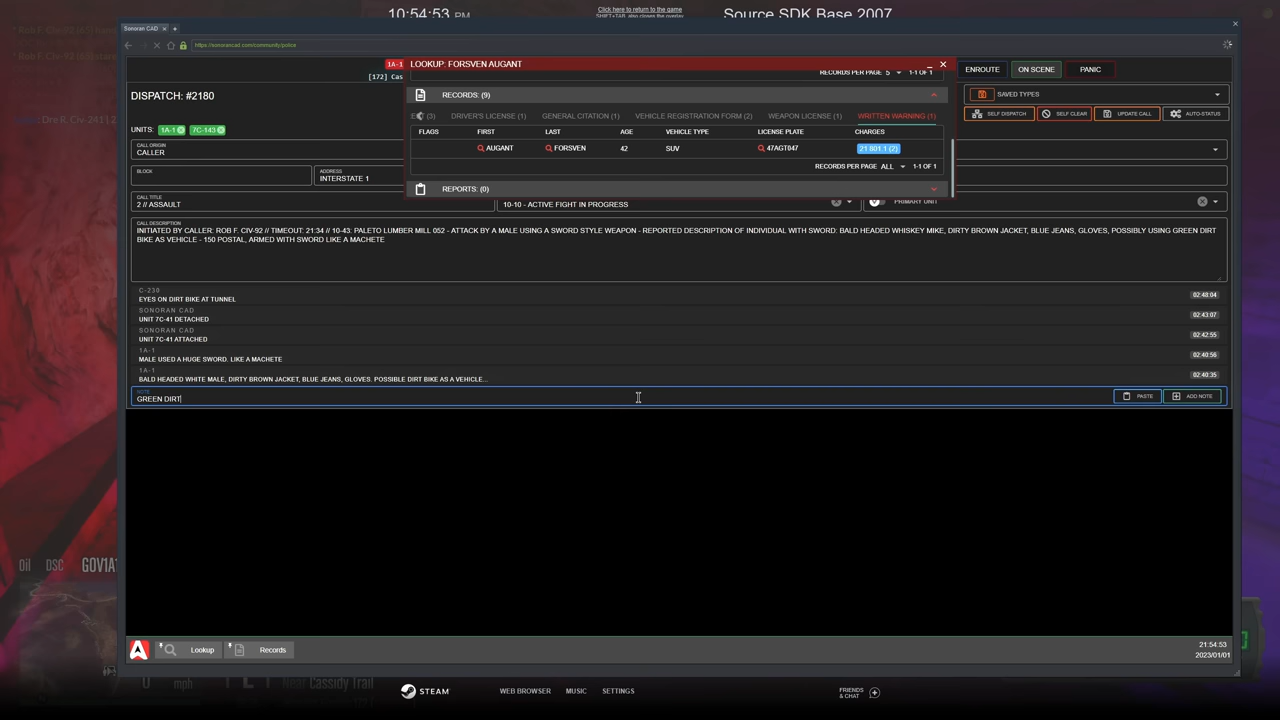 10:54:53 PM
Click here to return to the game
SHIFT+TAB also closes the overlay
Source SDK Base 2007
Sonoran CAD
https://sonorancad.com/community/police
1A-1
[172] Cas
LOOKUP: FORSVEN AUGANT
ENROUTE
ON SCENE
PANIC
RECORDS PER PAGE 5 1-1 OF 1
DISPATCH: #2180
RECORDS: (9)
SAVED TYPES
(3) DRIVER'S LICENSE (1) GENERAL CITATION (1) VEHICLE REGISTRATION FORM (2) WEAPON LICENSE (1) WRITTEN WARNING (1)
SELF DISPATCH SELF CLEAR UPDATE CALL AUTO-STATUS
UNITS: 1A-1 7C-143
FLAGS FIRST LAST AGE VEHICLE TYPE LICENSE PLATE CHARGES
CALL ORIGIN
CALLER
AUGANT FORSVEN 42 SUV 47AGT047 21 801.1 (2)
RECORDS PER PAGE ALL 1-1 OF 1
BLOCK
ADDRESS
INTERSTATE 1
REPORTS: (0)
CALL TITLE
2 // ASSAULT
10-10 - ACTIVE FIGHT IN PROGRESS
PRIMARY UNIT
CALL DESCRIPTION
INITIATED BY CALLER: ROB F. CIV-92 // TIMEOUT: 21:34 // 10-43: PALETO LUMBER MILL 052 - ATTACK BY A MALE USING A SWORD STYLE WEAPON - REPORTED DESCRIPTION OF INDIVIDUAL WITH SWORD: BALD HEADED WHISKEY MIKE, DIRTY BROWN JACKET, BLUE JEANS, GLOVES, POSSIBLY USING GREEN DIRT
BIKE AS VEHICLE - 150 POSTAL, ARMED WITH SWORD LIKE A MACHETE
C-230
EYES ON DIRT BIKE AT TUNNEL
02:48:04
SONORAN CAD
UNIT 7C-41 DETACHED
02:43:07
SONORAN CAD
UNIT 7C-41 ATTACHED
02:42:55
1A-1
MALE USED A HUGE SWORD. LIKE A MACHETE
02:40:56
1A-1
BALD HEADED WHITE MALE, DIRTY BROWN JACKET, BLUE JEANS, GLOVES. POSSIBLE DIRT BIKE AS A VEHICLE...
02:40:35
NOTE
GREEN DIRT
PASTE
ADD NOTE
Oil DSC GOV1A
Lookup
Records
21:54:53
2023/01/01
mph
Near Cassidy Trail
STEAM
WEB BROWSER MUSIC SETTINGS
FRIENDS
& CHAT